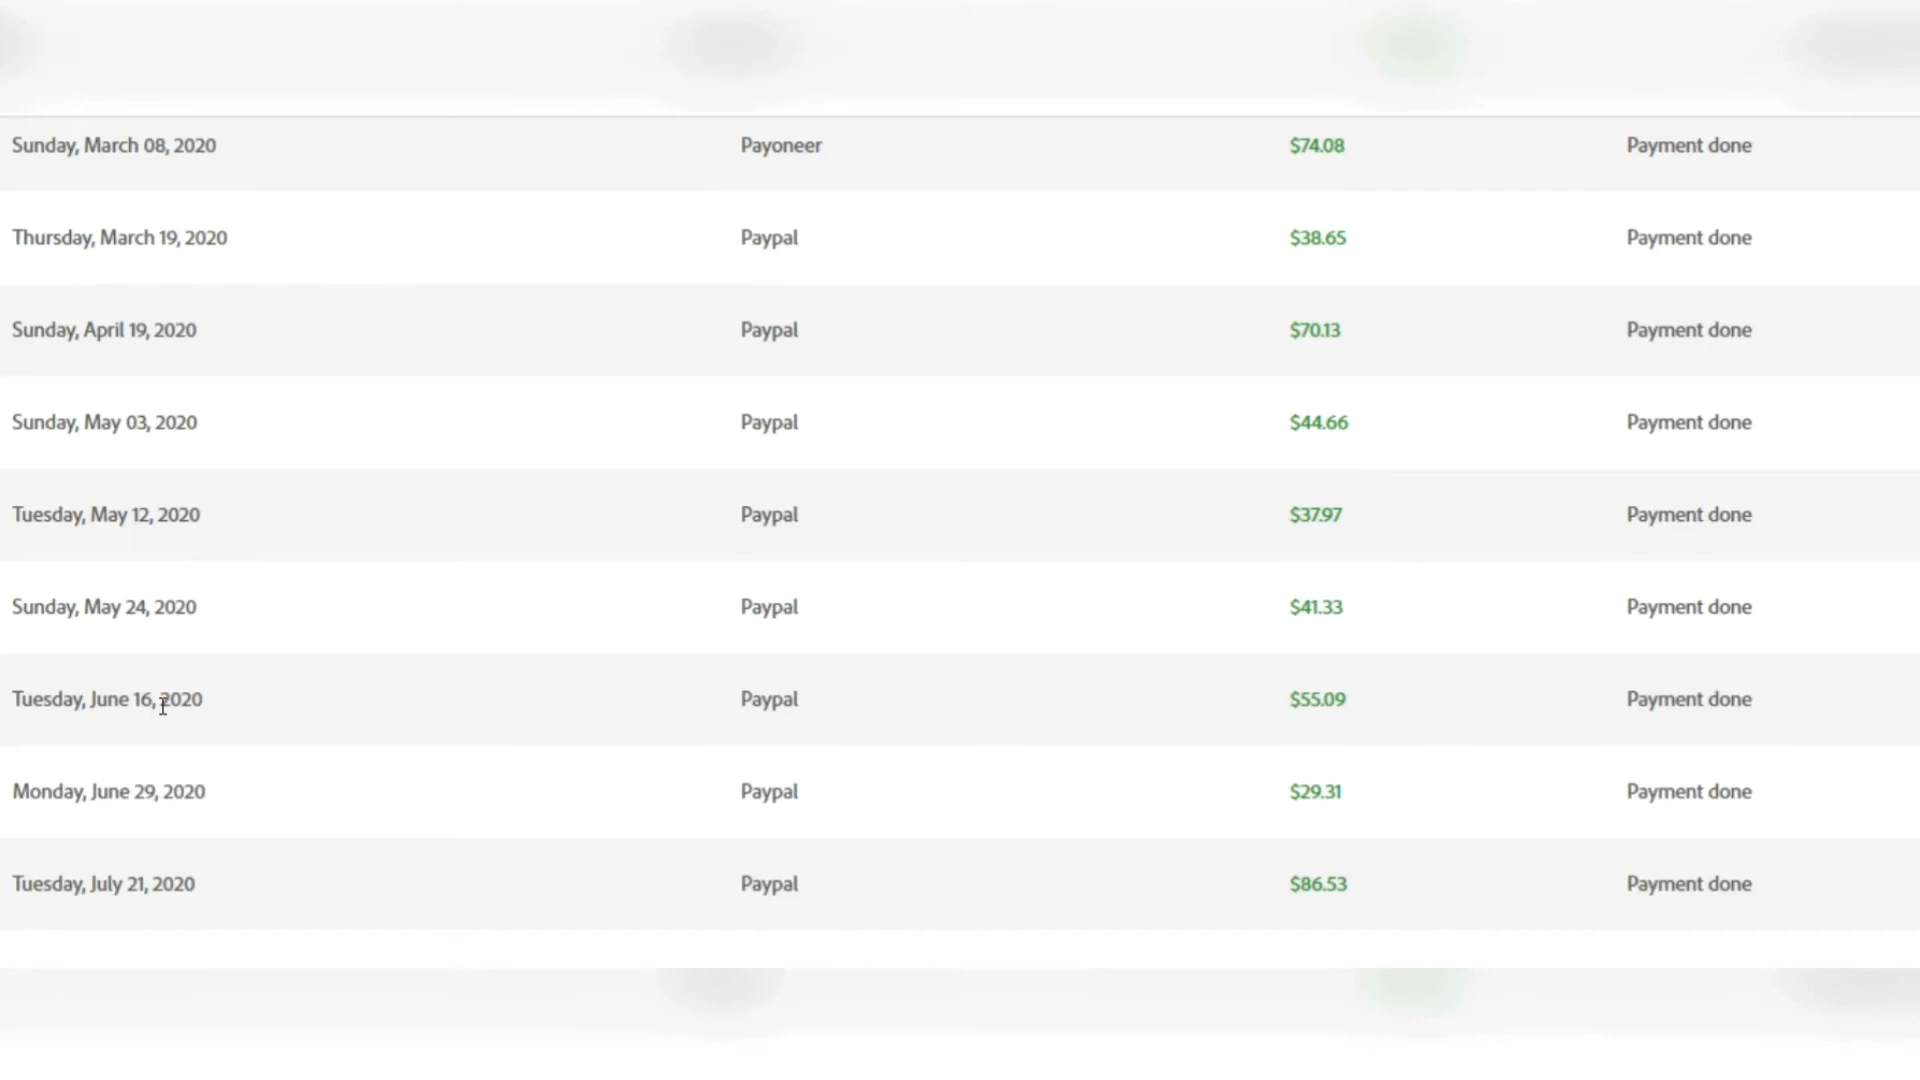 Sunday, March 08, 2020 Payoneer $74.08 Payment done
Thursday, March 19, 2020 Paypal $38.65 Payment done
Sunday, April 19, 2020 Paypal $70.13 Payment done
Sunday, May 03, 2020 Paypal $44.66 Payment done
Tuesday, May 12, 2020 Paypal $37.97 Payment done
Sunday, May 24, 2020 Paypal $41.33 Payment done
Tuesday, June 16, 2020 Paypal $55.09 Payment done
Monday, June 29, 2020 Paypal $29.31 Payment done
Tuesday, July 21, 2020 Paypal $86.53 Payment done